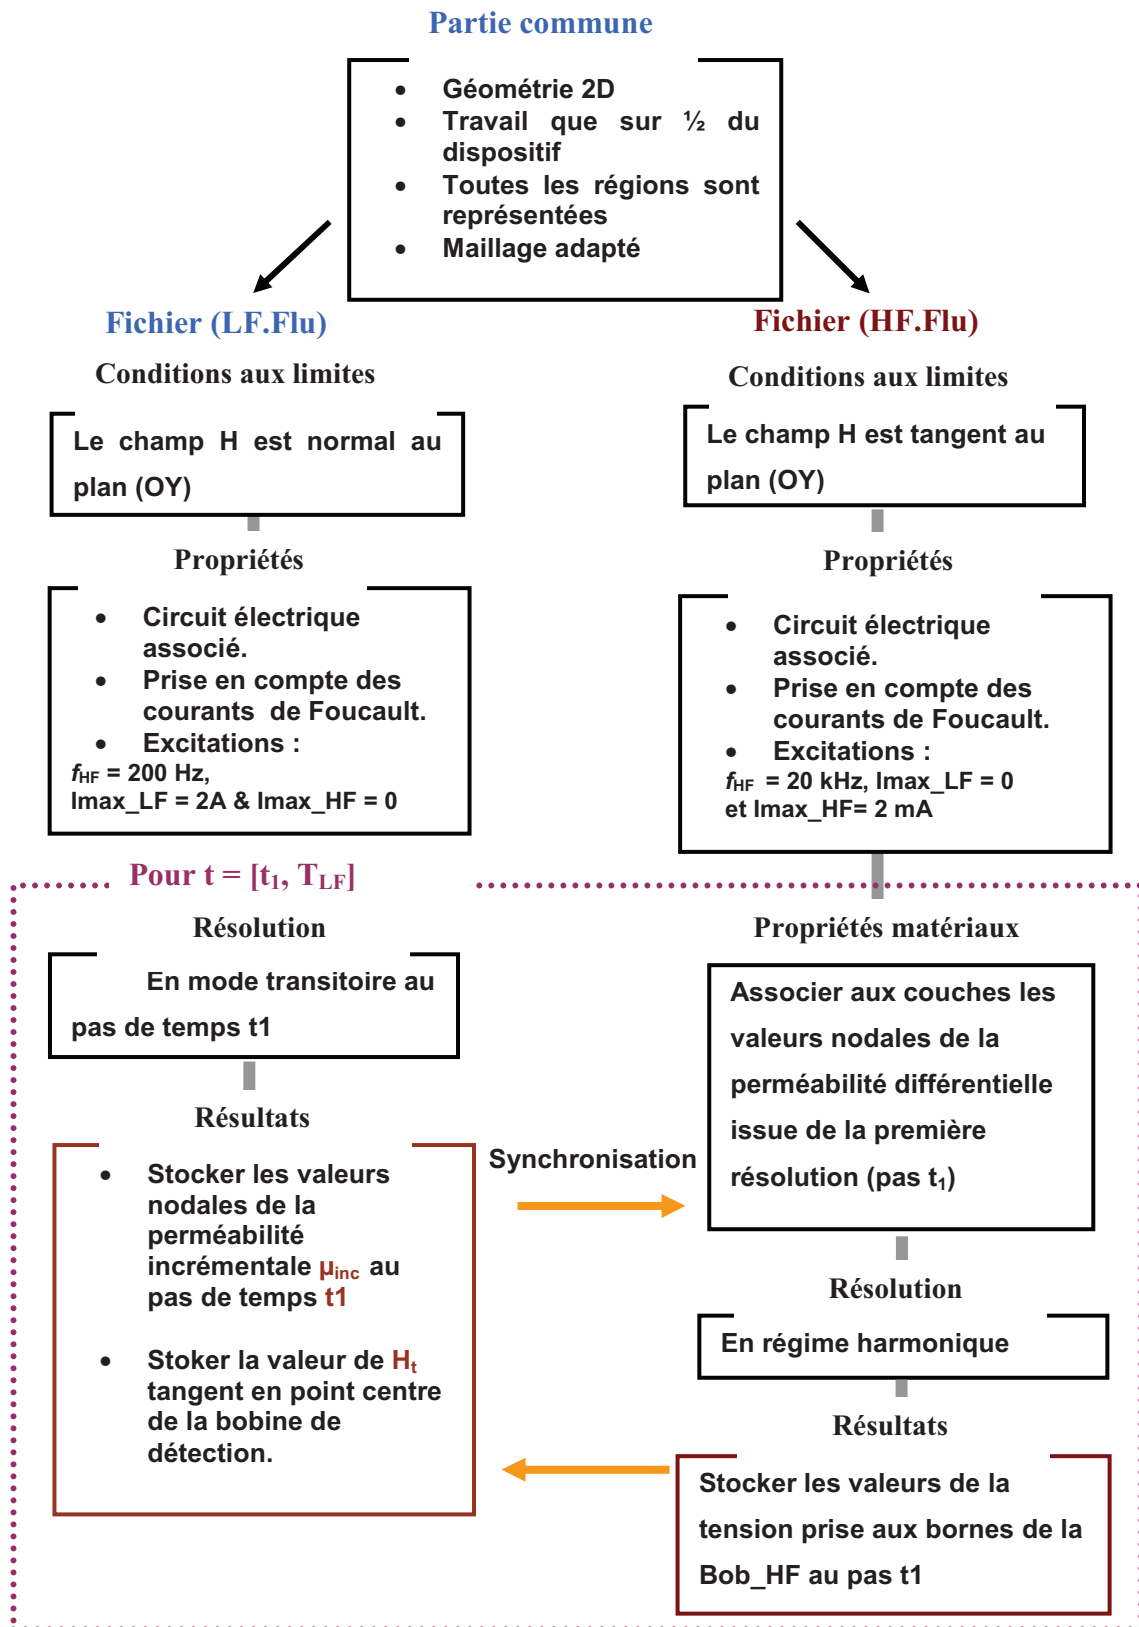 Partie commune
• Géométrie 2D
• Travail que sur ½ du
dispositif
• Toutes les régions sont
représentées
• Maillage adapté
Fichier (LF.Flu)
Conditions aux limites
Le champ H est normal au
plan (OY)
Propriétés
• Circuit électrique
associé.
• Prise en compte des
courants de Foucault.
• Excitations :
fHF = 200 Hz,
Imax_LF = 2A & Imax_HF = 0
Fichier (HF.Flu)
Conditions aux limites
Le champ H est tangent au
plan (OY)
Propriétés
• Circuit électrique
associé.
• Prise en compte des
courants de Foucault.
• Excitations :
fHF = 20 kHz, Imax_LF = 0
et Imax_HF= 2 mA
Pour t = [t1, TLF]
Résolution
En mode transitoire au
pas de temps t1
Résultats
• Stocker les valeurs
nodales de la
perméabilité
incrémentale µinc au
pas de temps t1
• Stoker la valeur de Ht
tangent en point centre
de la bobine de
détection.
Synchronisation
Propriétés matériaux
Associer aux couches les
valeurs nodales de la
perméabilité différentielle
issue de la première
résolution (pas t1)
Résolution
En régime harmonique
Résultats
Stocker les valeurs de la
tension prise aux bornes de la
Bob_HF au pas t1